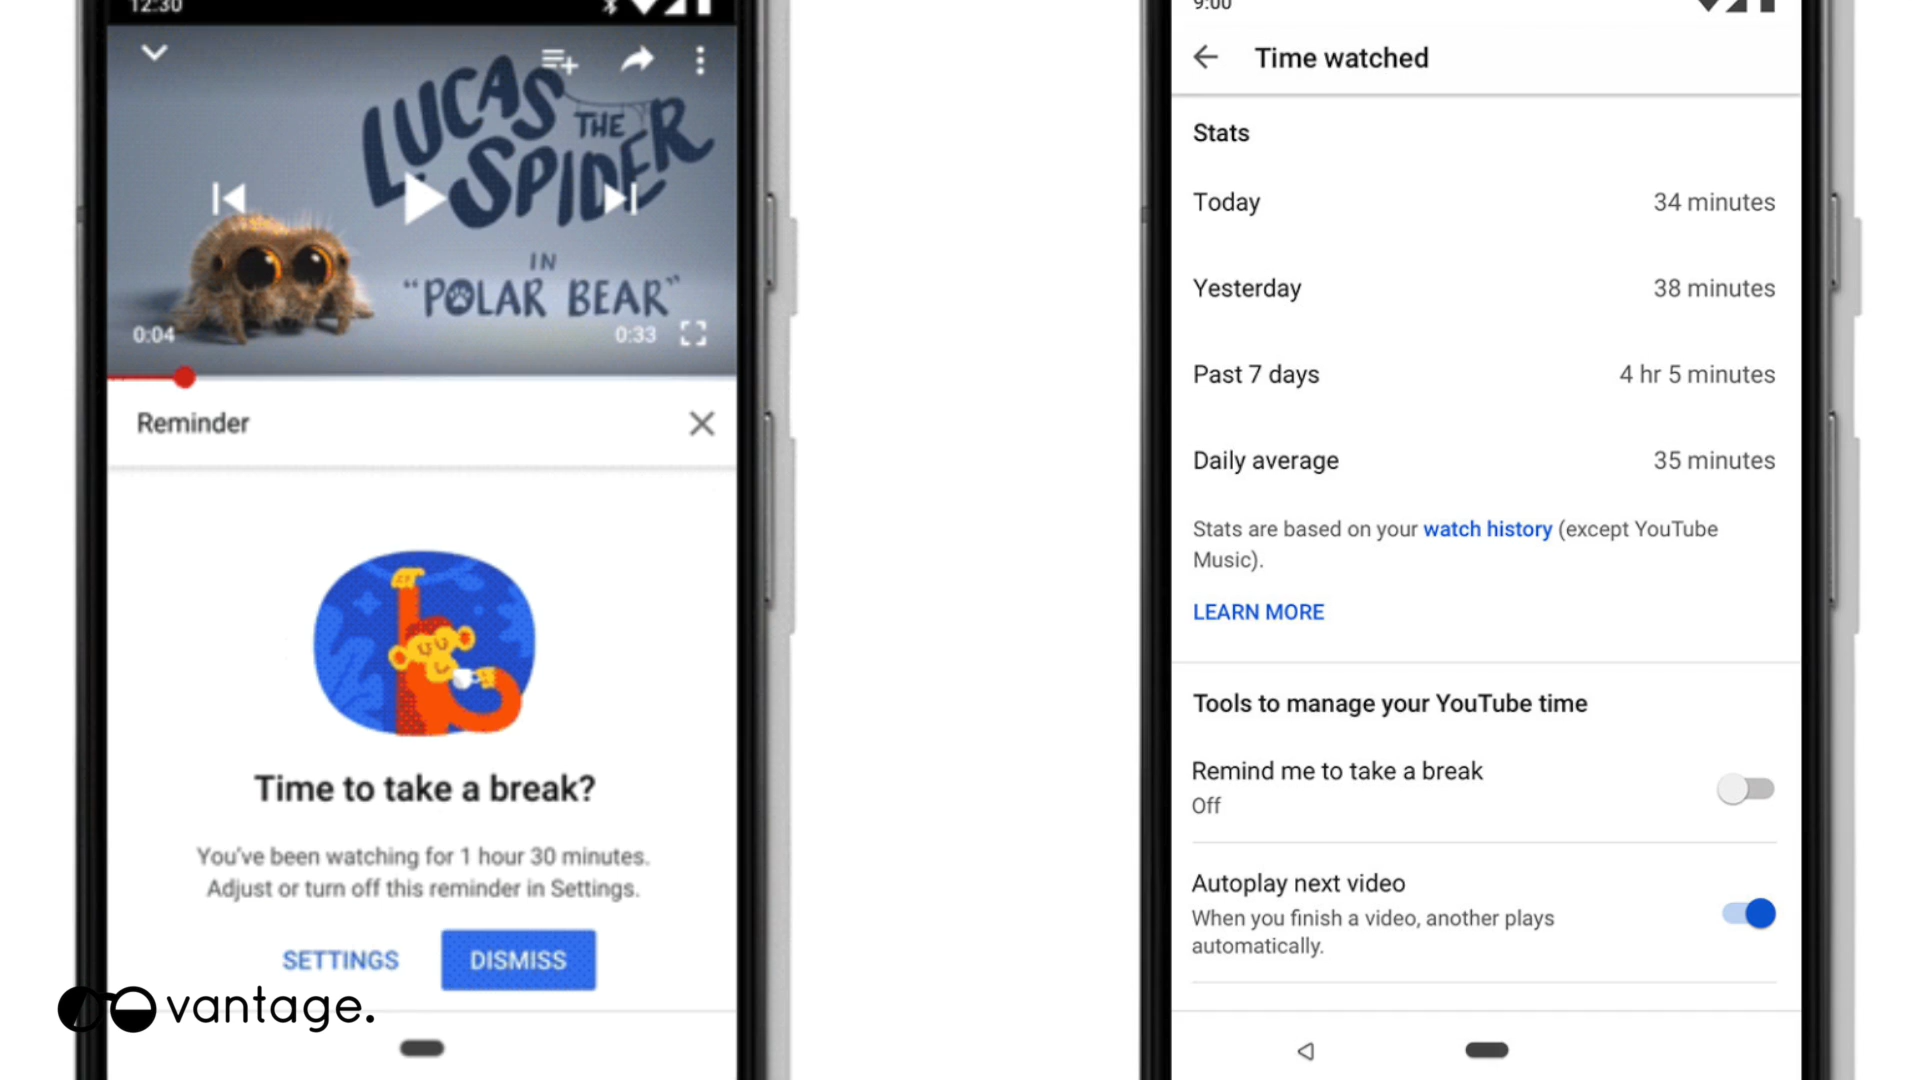 12:30
LUCAS
THE
SPIDER
IN
“POLAR BEAR”
0:04
0:33
Reminder
Time to take a break?
You've been watching for 1 hour 30 minutes.
Adjust or turn off this reminder in Settings.
SETTINGS
DISMISS
vantage.
9:00
Time watched
Stats
Today
34 minutes
Yesterday
38 minutes
Past 7 days
4 hr 5 minutes
Daily average
35 minutes
Stats are based on your watch history (except YouTube
Music).
LEARN MORE
Tools to manage your YouTube time
Remind me to take a break
Off
Autoplay next video
When you finish a video, another plays
automatically.